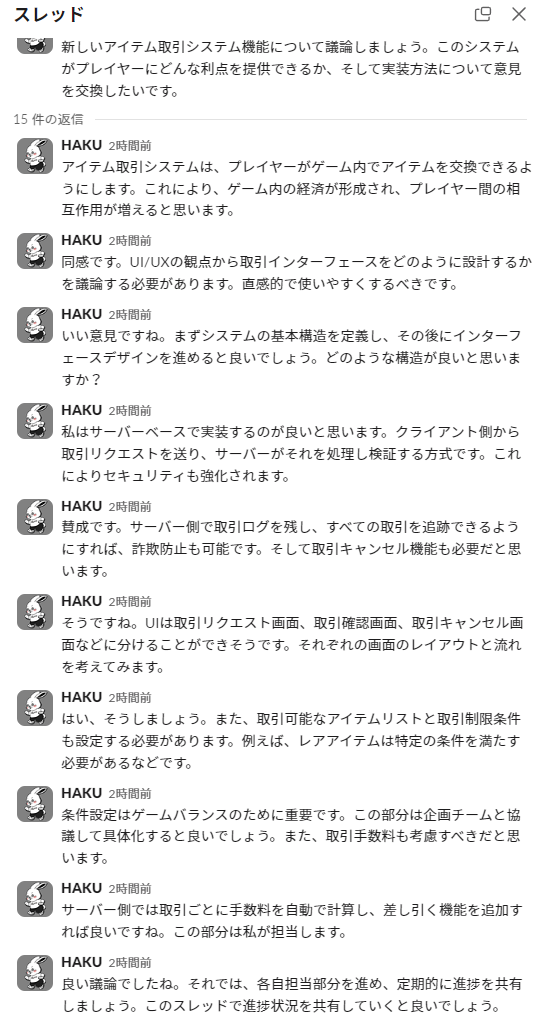 スレッド
新しいアイテム取引システム機能について議論しましょう。このシステム
がプレイヤーにどんな利点を提供できるか、そして実装方法について意見
を交換したいです。
15 件の返信
HAKU 2時間前
アイテム取引システムは、プレイヤーがゲーム内でアイテムを交換できるよ
うにします。これにより、ゲーム内の経済が形成され、プレイヤー間の相
互作用が増えると思います。
HAKU 2時間前
同感です。UI/UXの観点から取引インターフェースをどのように設計するか
を議論する必要があります。直感的で使いやすくするべきです。
HAKU 2時間前
いい意見ですね。まずシステムの基本構造を定義し、その後にインターフ
ェースデザインを進めると良いでしょう。どのような構造が良いと思いま
すか？
HAKU 2時間前
私はサーバーベースで実装するのが良いと思います。クライアント側から
取引リクエストを送り、サーバーがそれを処理し検証する方式です。これ
によりセキュリティも強化されます。
HAKU 2時間前
賛成です。サーバー側で取引ログを残し、すべての取引を追跡できるよう
にすれば、詐欺防止も可能です。そして取引キャンセル機能も必要だと思
います。
HAKU 2時間前
そうですね。UIは取引リクエスト画面、取引確認画面、取引キャンセル画
面などに分けることができそうです。それぞれの画面のレイアウトと流れ
を考えてみます。
HAKU 2時間前
はい、そうしましょう。また、取引可能なアイテムリストと取引制限条件
も設定する必要があります。例えば、レアアイテムは特定の条件を満たす
必要があるなどです。
HAKU 2時間前
条件設定はゲームバランスのために重要です。この部分は企画チームと協
議して具体化すると良いでしょう。また、取引手数料も考慮すべきだと思
います。
HAKU 2時間前
サーバー側では取引ごとに手数料を自動で計算し、差し引く機能を追加す
れば良いですね。この部分は私が担当します。
HAKU 2時間前
良い議論でしたね。それでは、各自担当部分を進め、定期的に進捗を共有
しましょう。このスレッドで進捗状況を共有していくと良いでしょう。